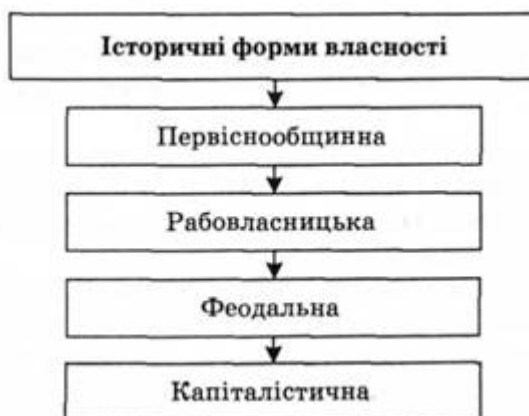 Історичні форми власності
Первіснообщинна
Рабовласницька
Феодальна
Капіталістична